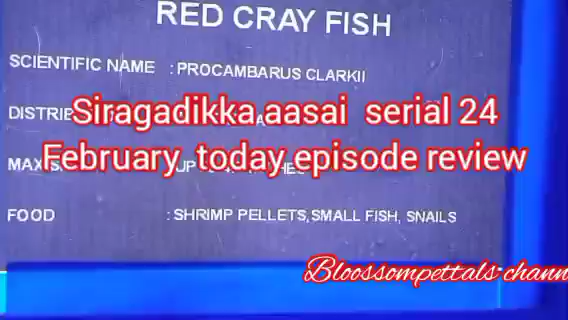 RED CRAY FISH
SCIENTIFIC NAME : PROCAMBARUS CLARKII
Siragadikka aasai serial 24
February today episode review
FOOD : SHRIMP PELLETS, SMALL FISH, SNAILS
Bloossompettals chann